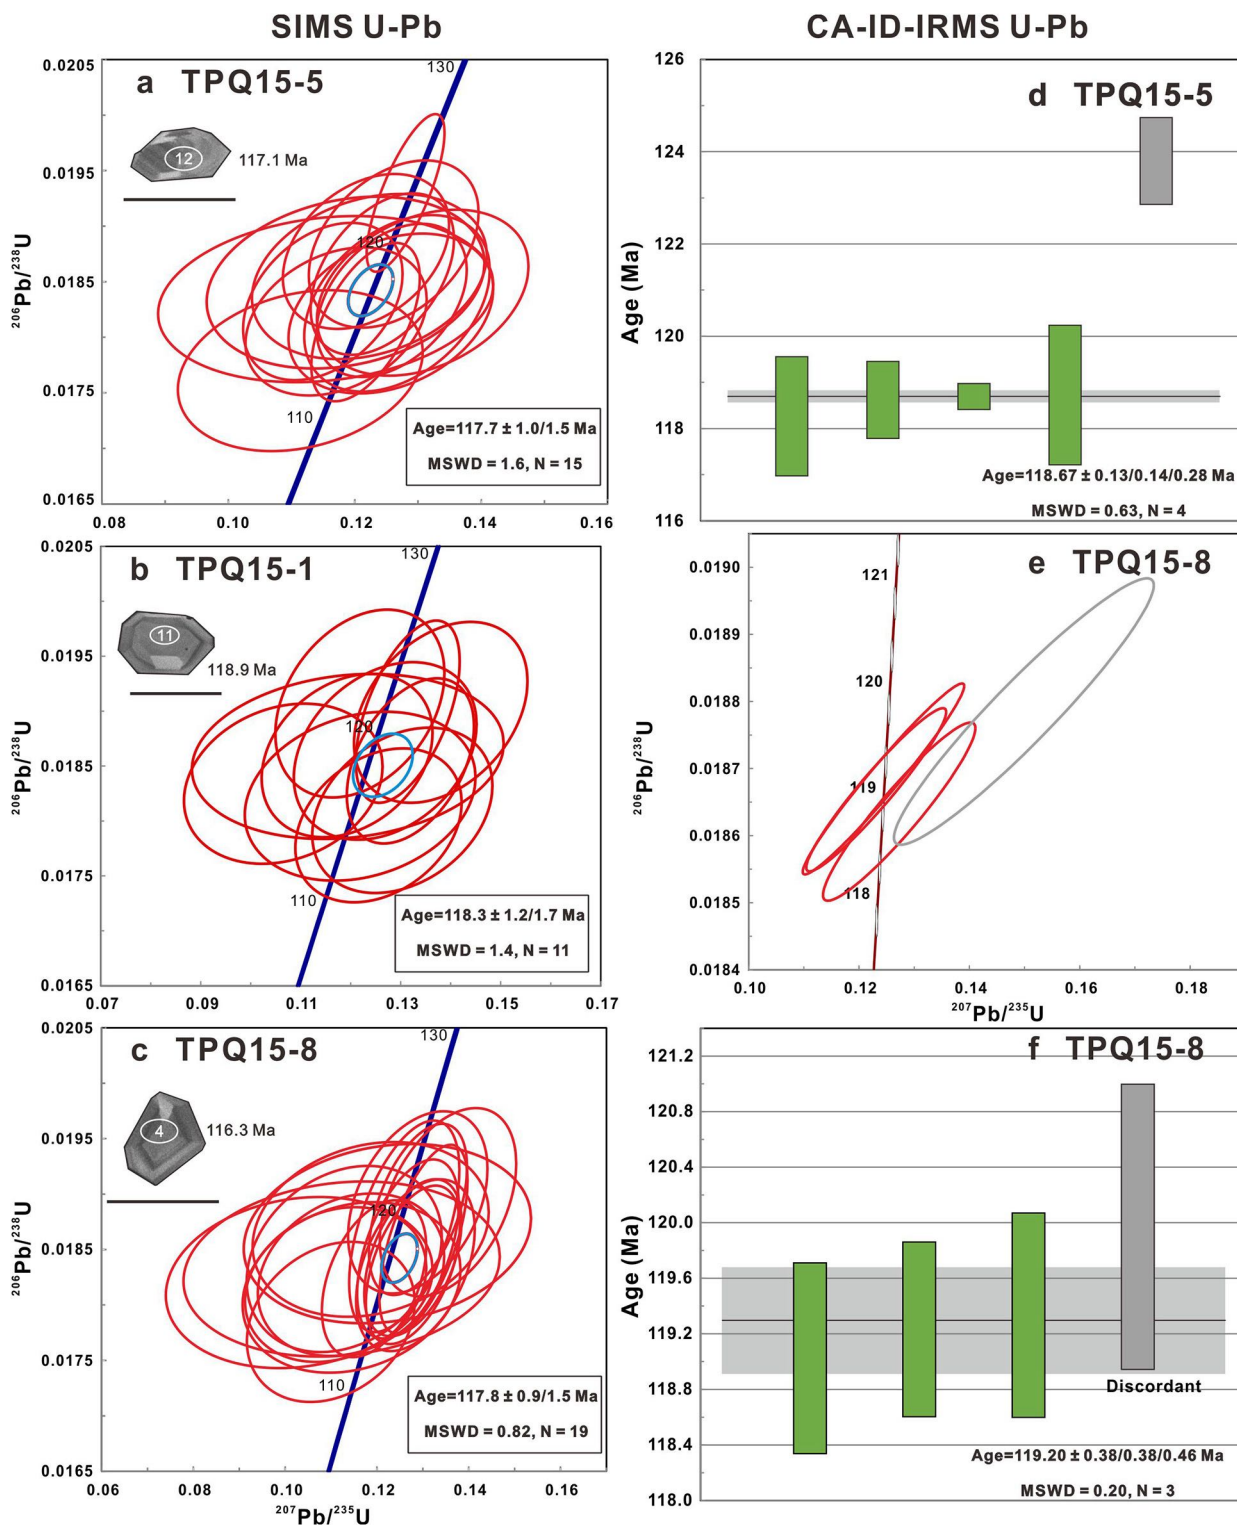 SIMS U-Pb
CA-ID-IRMS U-Pb
a TPQ15-5
0.0205
0.0195
0.0185
0.0175
0.0165
²⁰⁶Pb/²³⁸U
130
120
110
12
117.1 Ma
Age=117.7 ± 1.0/1.5 Ma
MSWD = 1.6, N = 15
0.08 0.10 0.12 0.14 0.16
d TPQ15-5
126
124
122
120
118
116
Age (Ma)
Age=118.67 ± 0.13/0.14/0.28 Ma
MSWD = 0.63, N = 4
b TPQ15-1
0.0205
0.0195
0.0185
0.0175
0.0165
²⁰⁶Pb/²³⁸U
130
120
110
11
118.9 Ma
Age=118.3 ± 1.2/1.7 Ma
MSWD = 1.4, N = 11
0.07 0.09 0.11 0.13 0.15 0.17
e TPQ15-8
0.0190
0.0189
0.0188
0.0187
0.0186
0.0185
0.0184
²⁰⁶Pb/²³⁸U
121
120
119
118
0.10 0.12 0.14 0.16 0.18
²⁰⁷Pb/²³⁵U
c TPQ15-8
0.0205
0.0195
0.0185
0.0175
0.0165
²⁰⁶Pb/²³⁸U
130
120
110
4
116.3 Ma
Age=117.8 ± 0.9/1.5 Ma
MSWD = 0.82, N = 19
0.06 0.08 0.10 0.12 0.14 0.16
²⁰⁷Pb/²³⁵U
f TPQ15-8
121.2
120.8
120.4
120.0
119.6
119.2
118.8
118.4
118.0
Age (Ma)
Discordant
Age=119.20 ± 0.38/0.38/0.46 Ma
MSWD = 0.20, N = 3